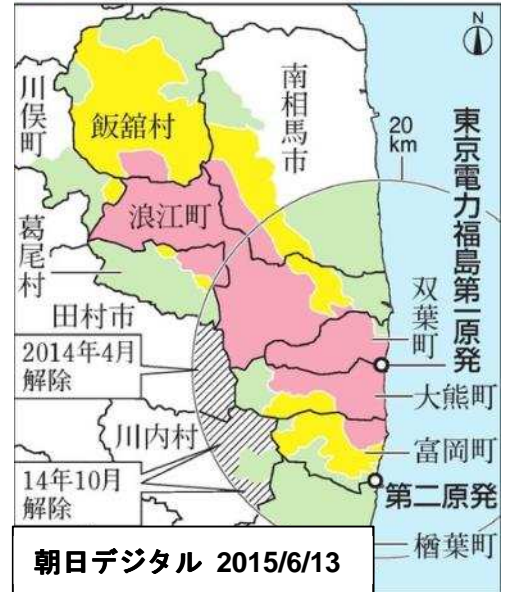 N
川俣町
飯舘村
南相馬市
20
km
東京電力福島第一原発
浪江町
葛尾村
双葉町
田村市
2014年4月
解除
大熊町
川内村
富岡町
14年10月
解除
第二原発
楢葉町
朝日デジタル 2015/6/13